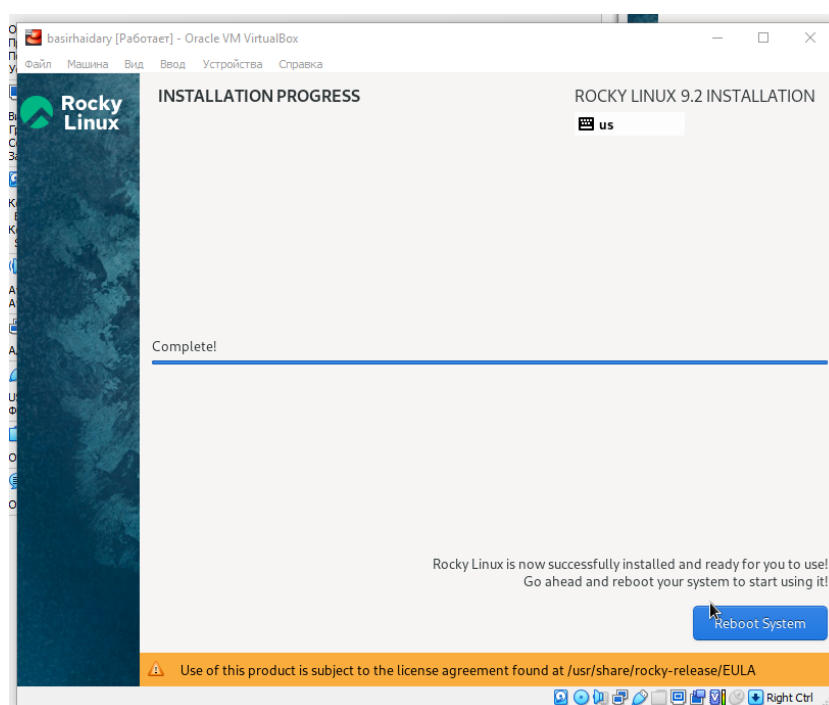 basirhaidary [Работает] - Oracle VM VirtualBox
Файл Машина Вид Ввод Устройства Справка
Rocky
Linux
INSTALLATION PROGRESS
ROCKY LINUX 9.2 INSTALLATION
us
Complete!
Rocky Linux is now successfully installed and ready for you to use!
Go ahead and reboot your system to start using it!
Reboot System
Use of this product is subject to the license agreement found at /usr/share/rocky-release/EULA
Right Ctrl